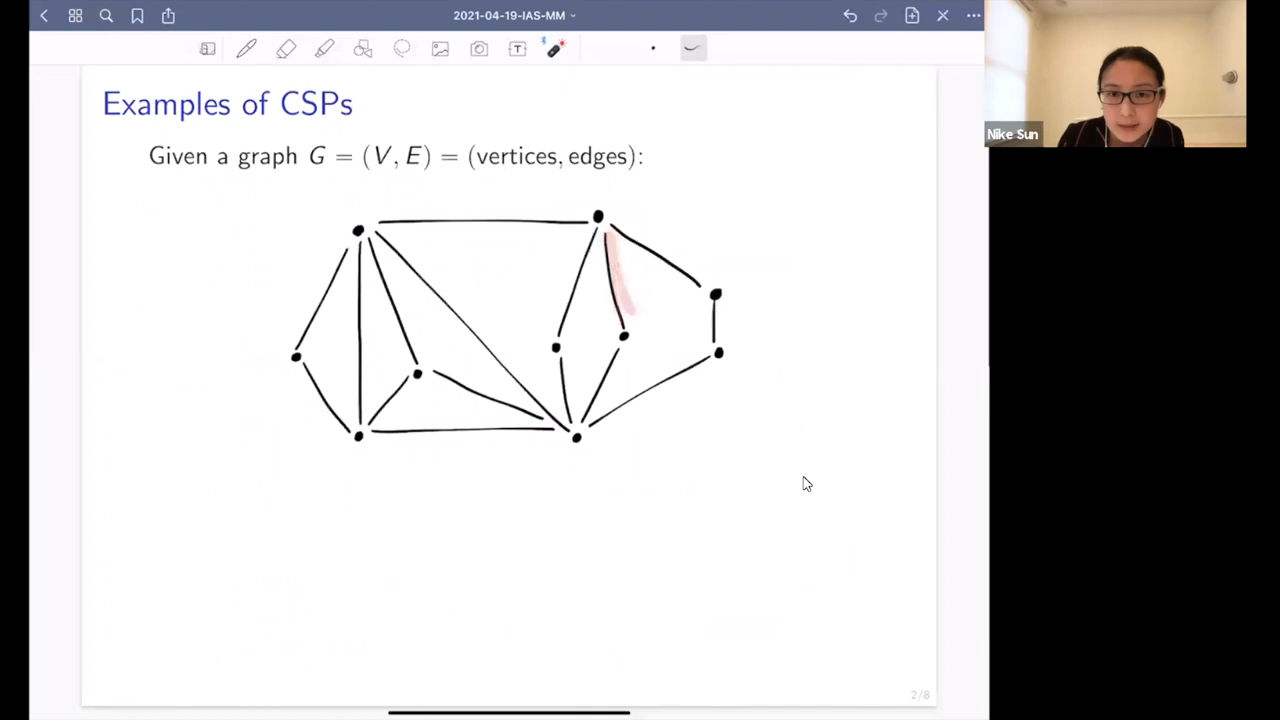 2021-04-19-IAS-MM
T
Examples of CSPs
Given a graph G = (V, E) = (vertices, edges):
Nike Sun
2/8